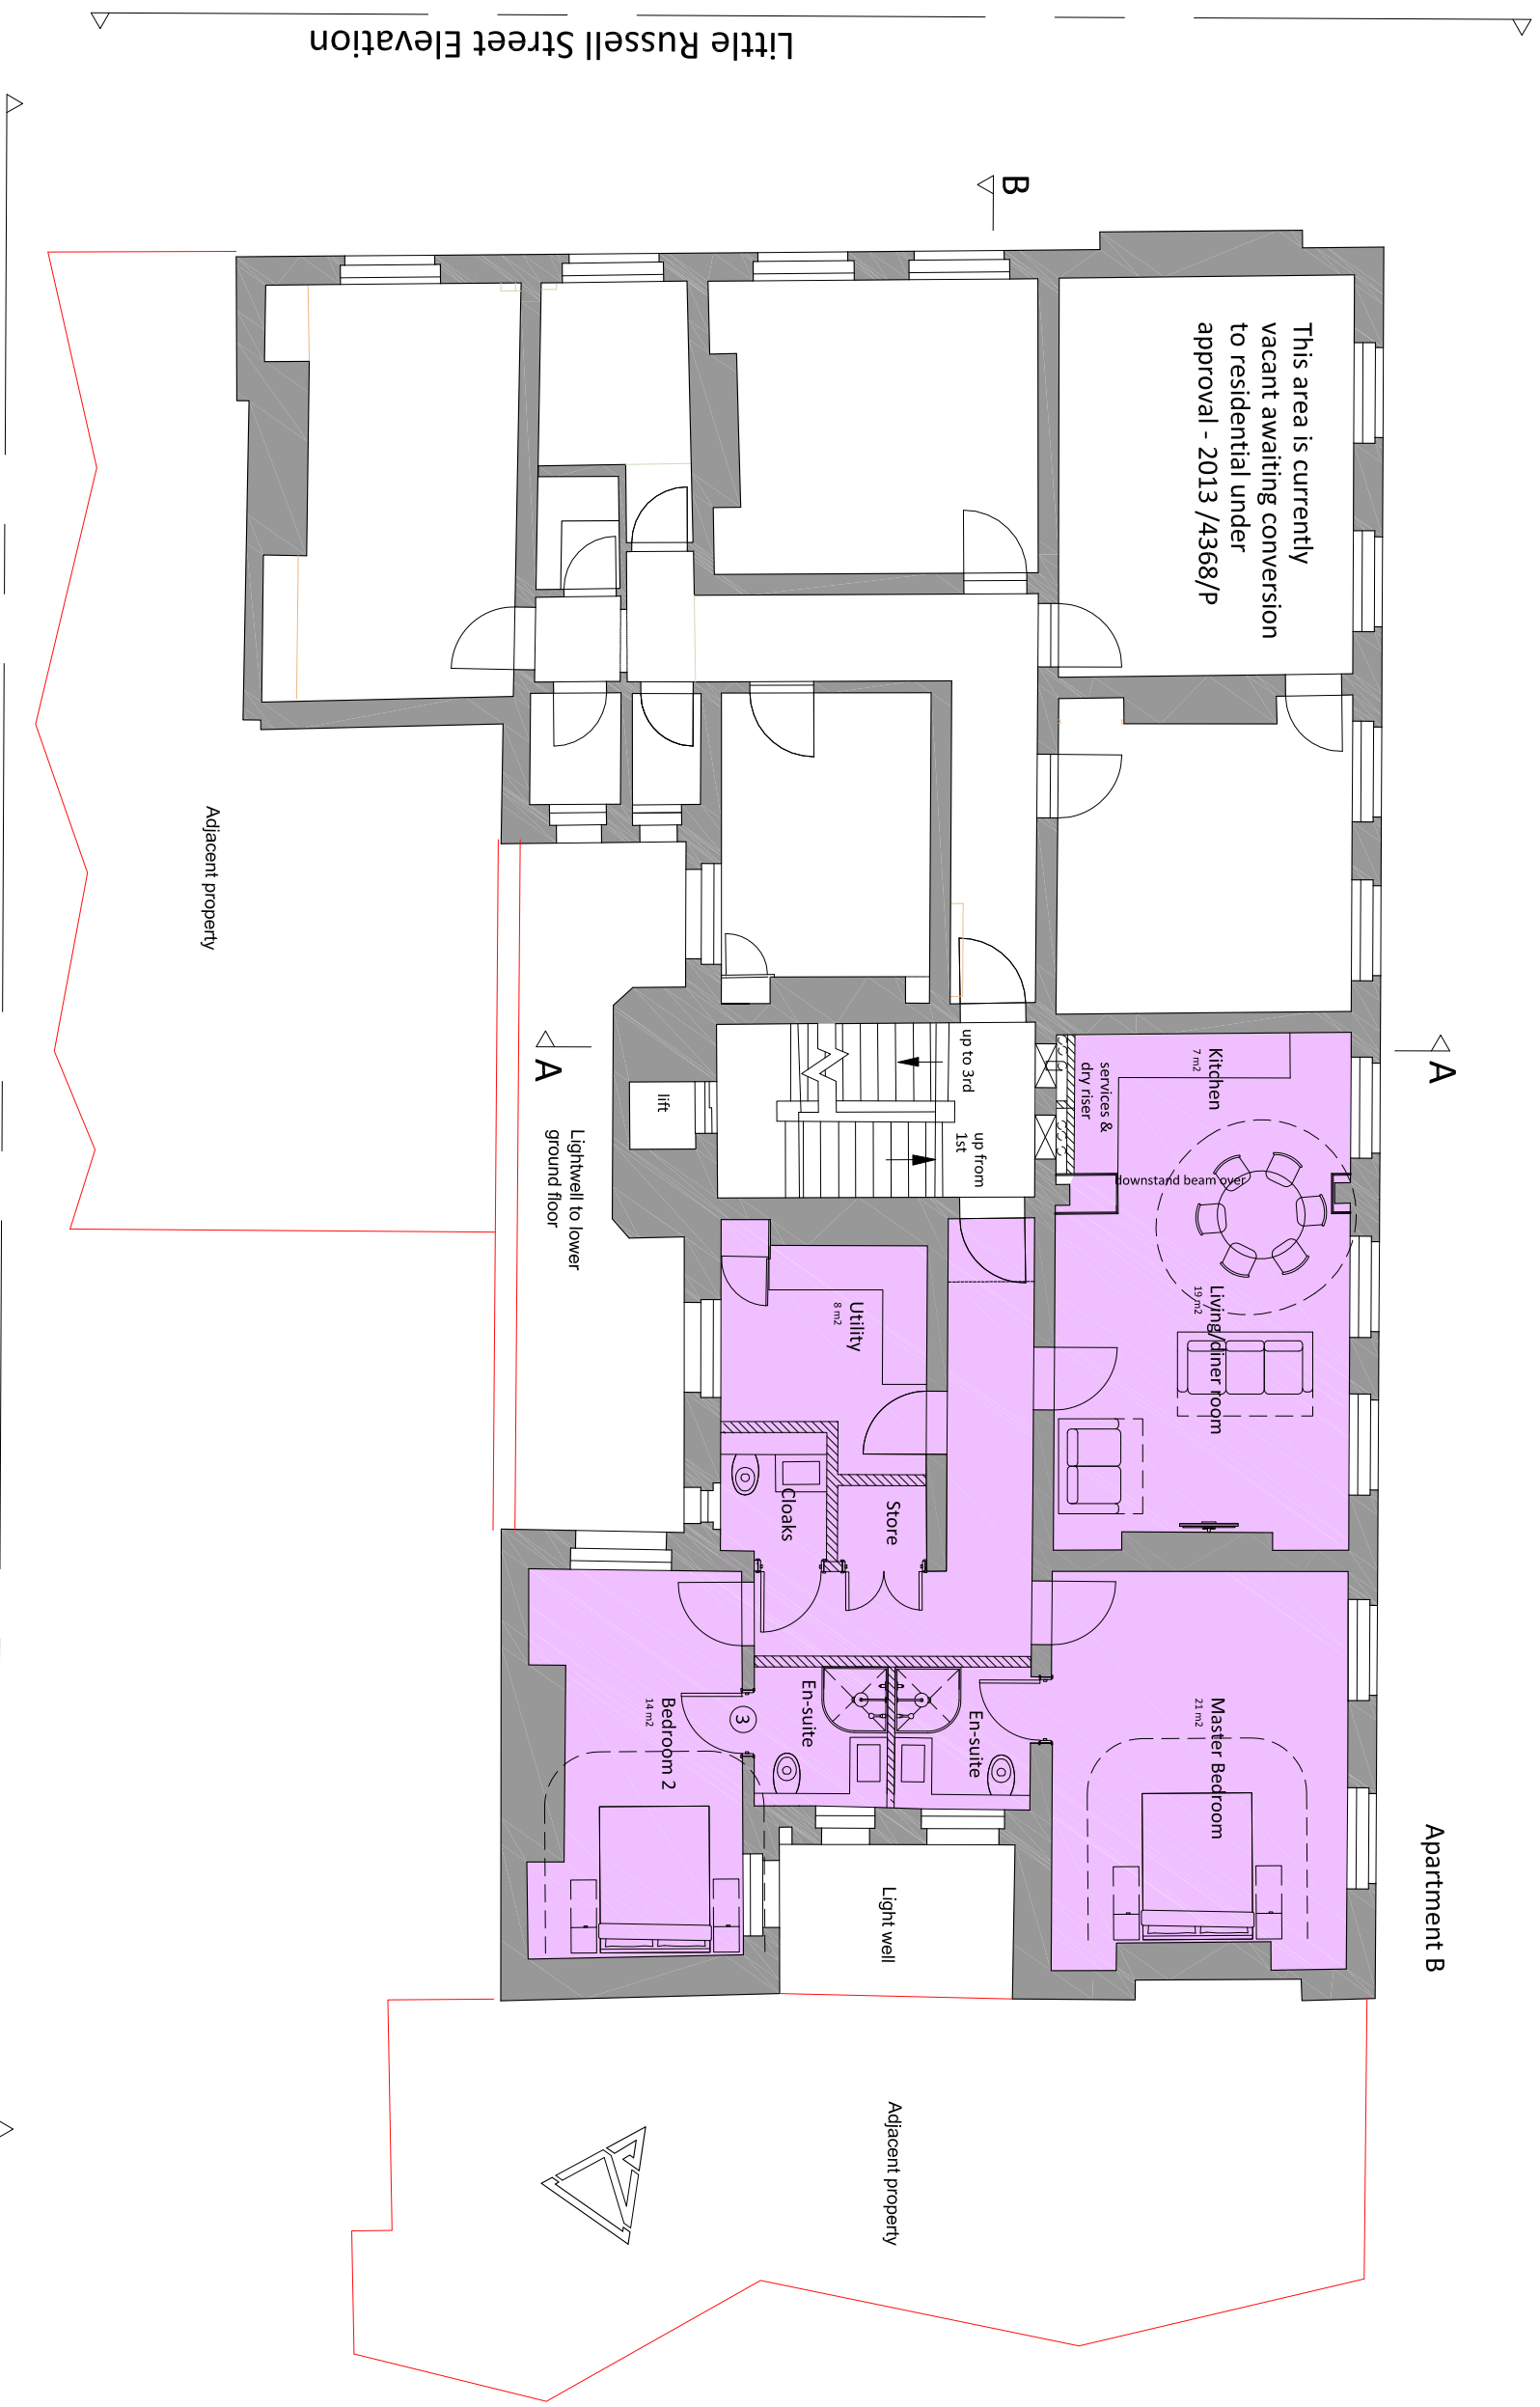 Little Russell Street Elevation
B
This area is currently
vacant awaiting conversion
to residential under
approval - 2013 /4368/P
Adjacent property
A
A
Kitchen
7 m2
services &
dry riser
downstand beam over
up to 3rd
up from
1st
lift
Lightwell to lower
ground floor
Living/diner room
19 m2
Utility
8 m2
Cloaks
Store
En-suite
En-suite
3
Bedroom 2
14 m2
Master Bedroom
21 m2
Apartment B
Light well
Adjacent property